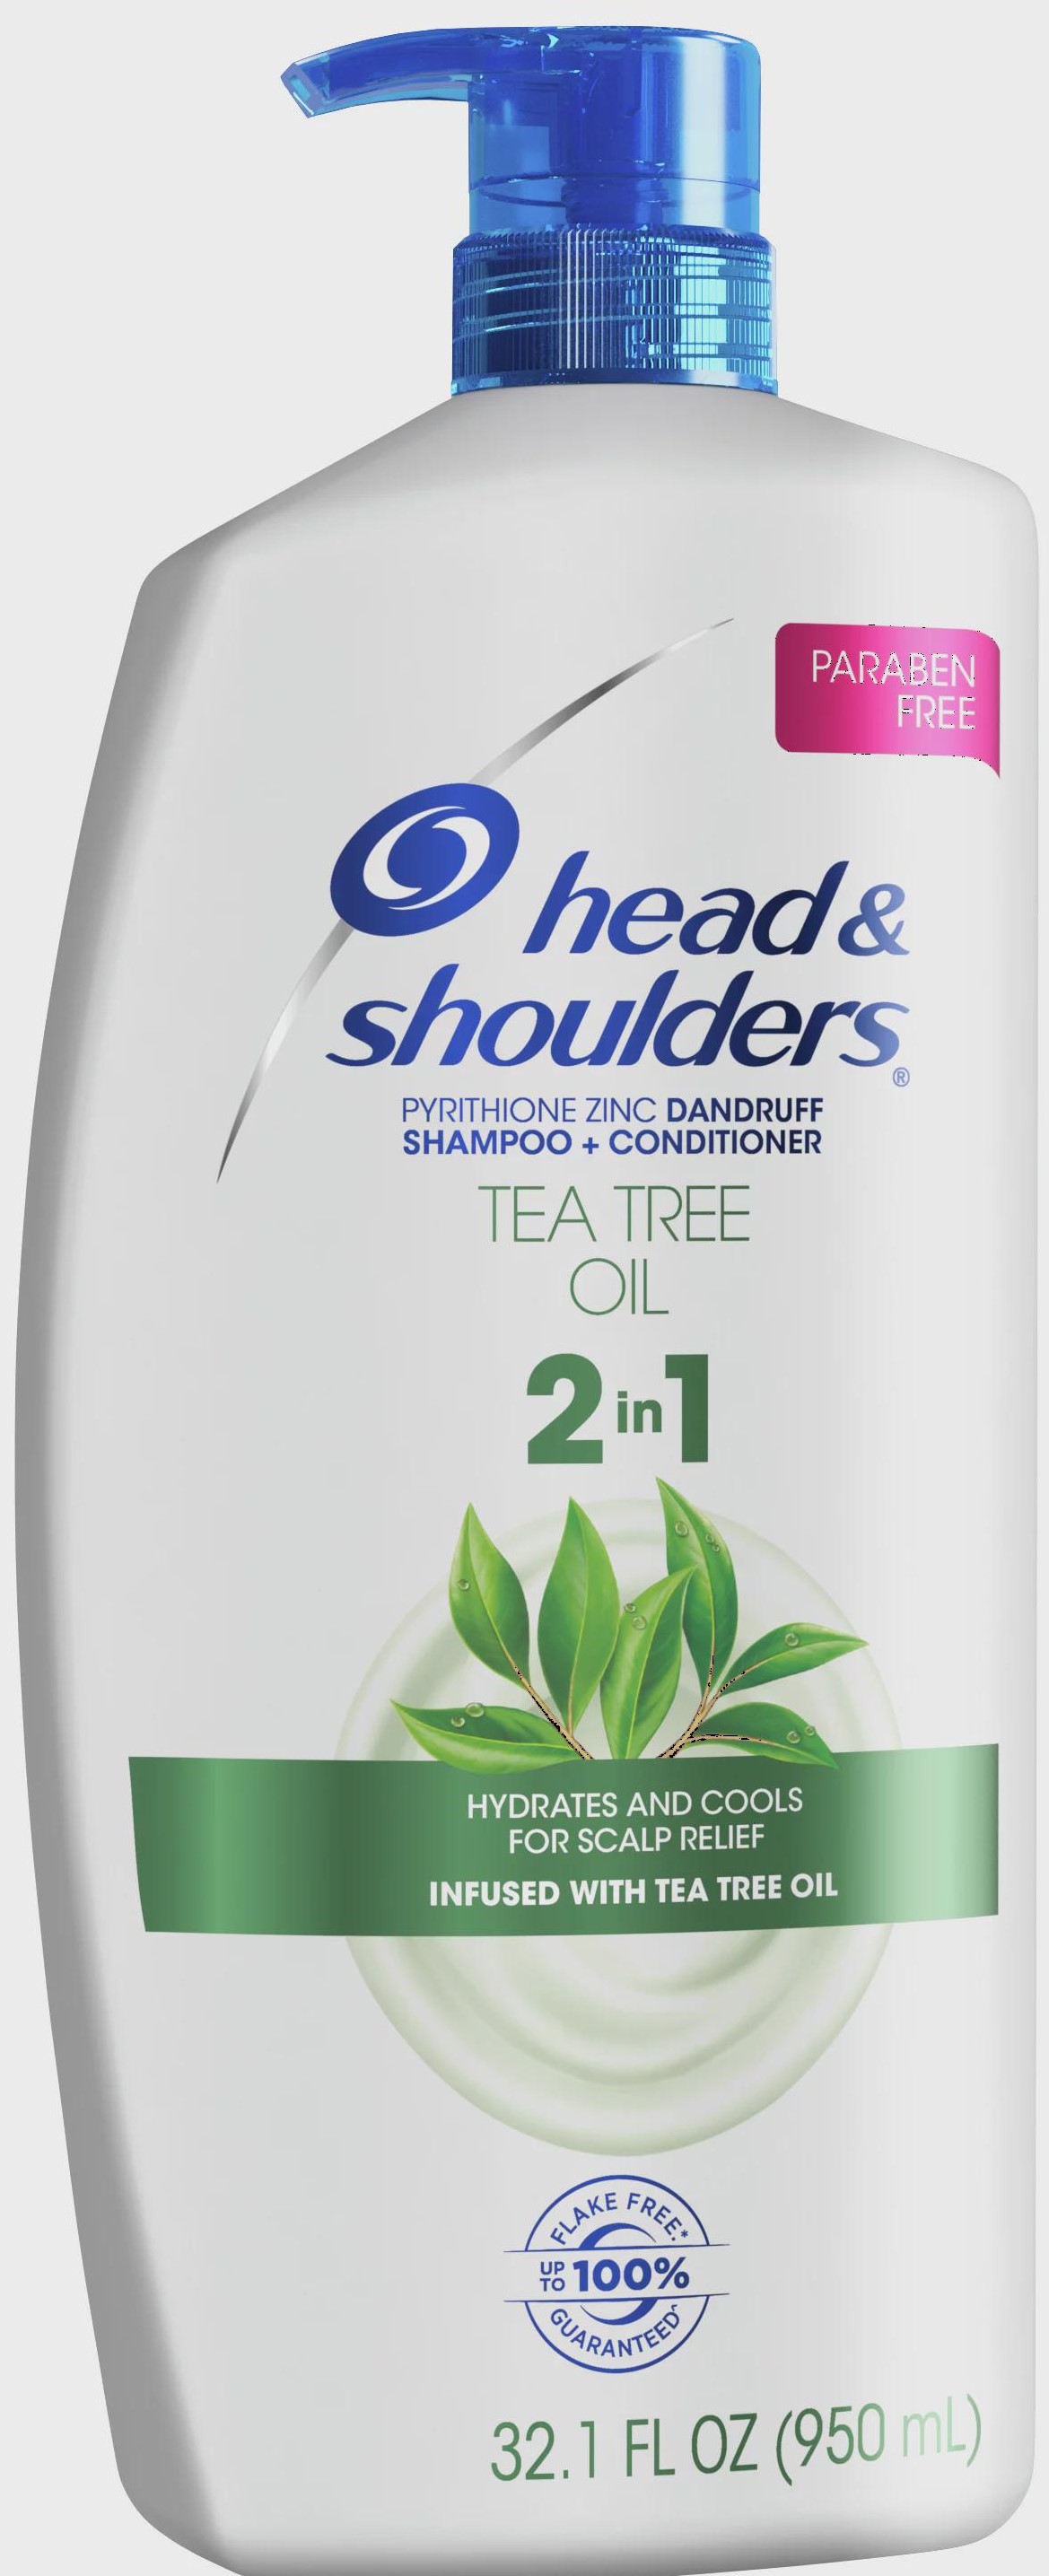 PARABEN
FREE
head &
shoulders®
PYRITHIONE ZINC DANDRUFF
SHAMPOO + CONDITIONER
TEA TREE
OIL
2 in 1
HYDRATES AND COOLS
FOR SCALP RELIEF
INFUSED WITH TEA TREE OIL
FLAKE FREE.*
UP TO 100%
GUARANTEED^
32.1 FL OZ (950 mL)